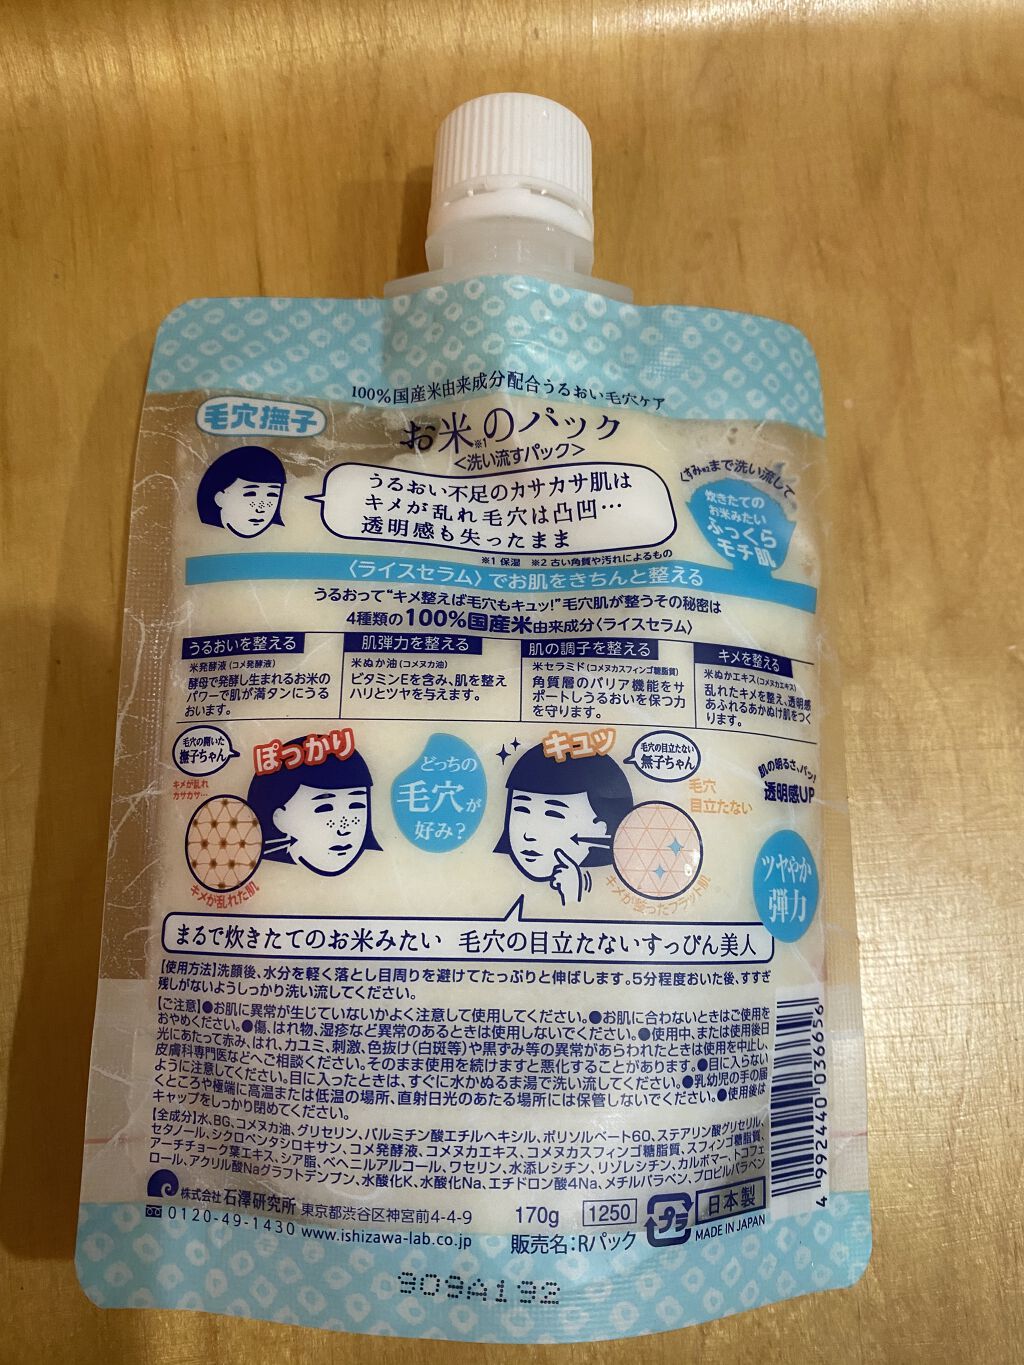 100%国産米由来成分配合うるおい毛穴ケア
毛穴撫子
お米※1のパック
<洗い流すパック>
うるおい不足のカサカサ肌は
キメが乱れ毛穴は凸凹…
透明感も失ったまま
くすみ※2まで洗い流して
炊きたての
お米みたい
ふっくら
モチ肌
※1 保湿 ※2 古い角質や汚れによるもの
〈ライスセラム〉でお肌をきちんと整える
うるおって“キメ整えば毛穴もキュッ!”毛穴肌が整うその秘密は
4種類の100%国産米由来成分〈ライスセラム〉
うるおいを整える
米発酵液(コメ発酵液)
酵母で発酵し生まれるお米の
パワーで肌が満タンにうる
おいます。
肌弾力を整える
米ぬか油(コメヌカ油)
ビタミンEを含み、肌を整え
ハリとツヤを与えます。
肌の調子を整える
米セラミド(コメヌカスフィンゴ糖脂質)
角質層のバリア機能をサ
ポートしうるおいを保つ力
を守ります。
キメを整える
米ぬかエキス(コメヌカエキス)
乱れたキメを整え、透明感
あふれるあかぬけ肌をつく
ります。
毛穴の開いた
撫子ちゃん
ぽっかり
キメが乱れ
カサカサ…
キメが乱れた肌
どっちの
毛穴が
好み?
キュッ
毛穴の目立たない
撫子ちゃん
毛穴
目立たない
キメが整ったフラット肌
肌の明るさ、パッ!
透明感UP
ツヤやか
弾力
まるで炊きたてのお米みたい 毛穴の目立たないすっぴん美人
【使用方法】洗顔後、水分を軽く落とし目周りを避けてたっぷりと伸ばします。5分程度おいた後、すすぎ
残しがないようしっかり洗い流してください。
【ご注意】●お肌に異常が生じていないかよく注意して使用してください。●お肌に合わないときはご使用を
おやめください。●傷、はれ物、湿疹など異常のあるときは使用しないでください。●使用中、または使用後日
光にあたって赤み、はれ、カユミ、刺激、色抜け(白斑等)や黒ずみ等の異常があらわれたときは使用を中止し、
皮膚科専門医などへご相談ください。そのまま使用を続けますと悪化することがあります。●目に入らない
ように注意してください。目に入ったときは、すぐに水かぬるま湯で洗い流してください。●乳幼児の手の届
くところや極端に高温または低温の場所、直射日光のあたる場所には保管しないでください。●使用後は
キャップをしっかり閉めてください。
【全成分】水、BG、コメヌカ油、グリセリン、パルミチン酸エチルヘキシル、ポリソルベート60、ステアリン酸グリセリル、
セタノール、シクロペンタシロキサン、コメ発酵液、コメヌカエキス、コメヌカスフィンゴ糖脂質、スフィンゴ糖脂質、
アーチチョーク葉エキス、シア脂、ベヘニルアルコール、ワセリン、水添レシチン、リゾレシチン、カルボマー、トコフェ
ロール、アクリル酸Naグラフトデンプン、水酸化K、水酸化Na、エチドロン酸4Na、メチルパラベン、プロピルパラベン
株式会社石澤研究所 東京都渋谷区神宮前4-4-9
0120-49-1430 www.ishizawa-lab.co.jp
170g 1250
販売名:Rパック
プラ
日本製
MADE IN JAPAN
4 992440 036656
909A192